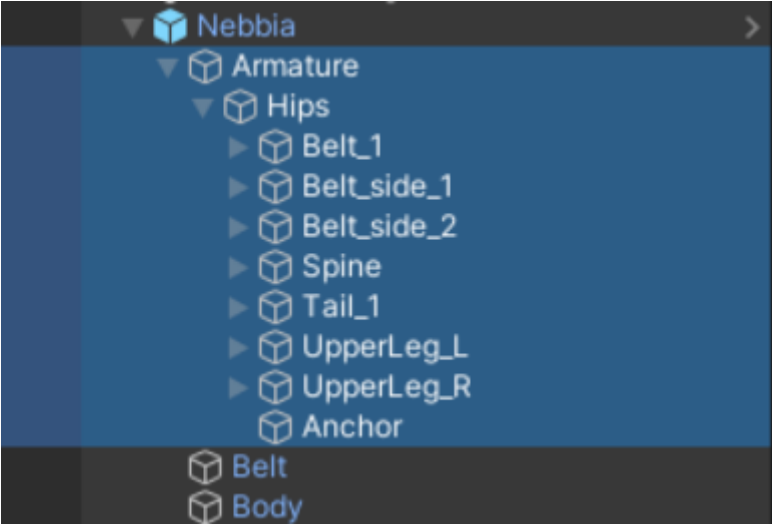 Nebbia
Armature
Hips
Belt_1
Belt_side_1
Belt_side_2
Spine
Tail_1
UpperLeg_L
UpperLeg_R
Anchor
Belt
Body